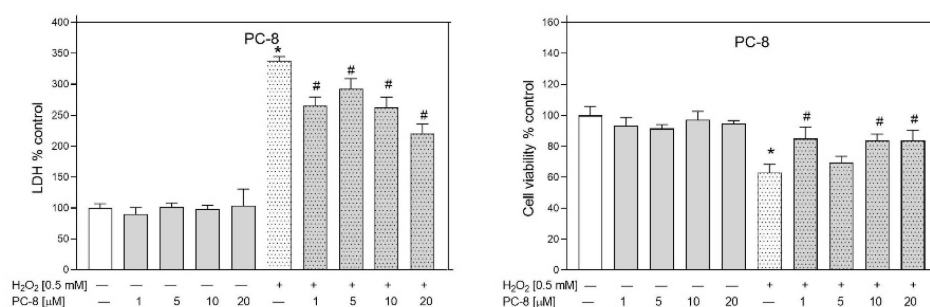 PC-8
LDH % control
400
350
300
250
200
150
100
50
0
* # # # #
H₂O₂ [0.5 mM] — — — — — + + + + +
PC-8 [µM] — 1 5 10 20 — 1 5 10 20
PC-8
Cell viability % control
160
140
120
100
80
60
40
20
0
* # # #
H₂O₂ [0.5 mM] — — — — — + + + + +
PC-8 [µM] — 1 5 10 20 — 1 5 10 20